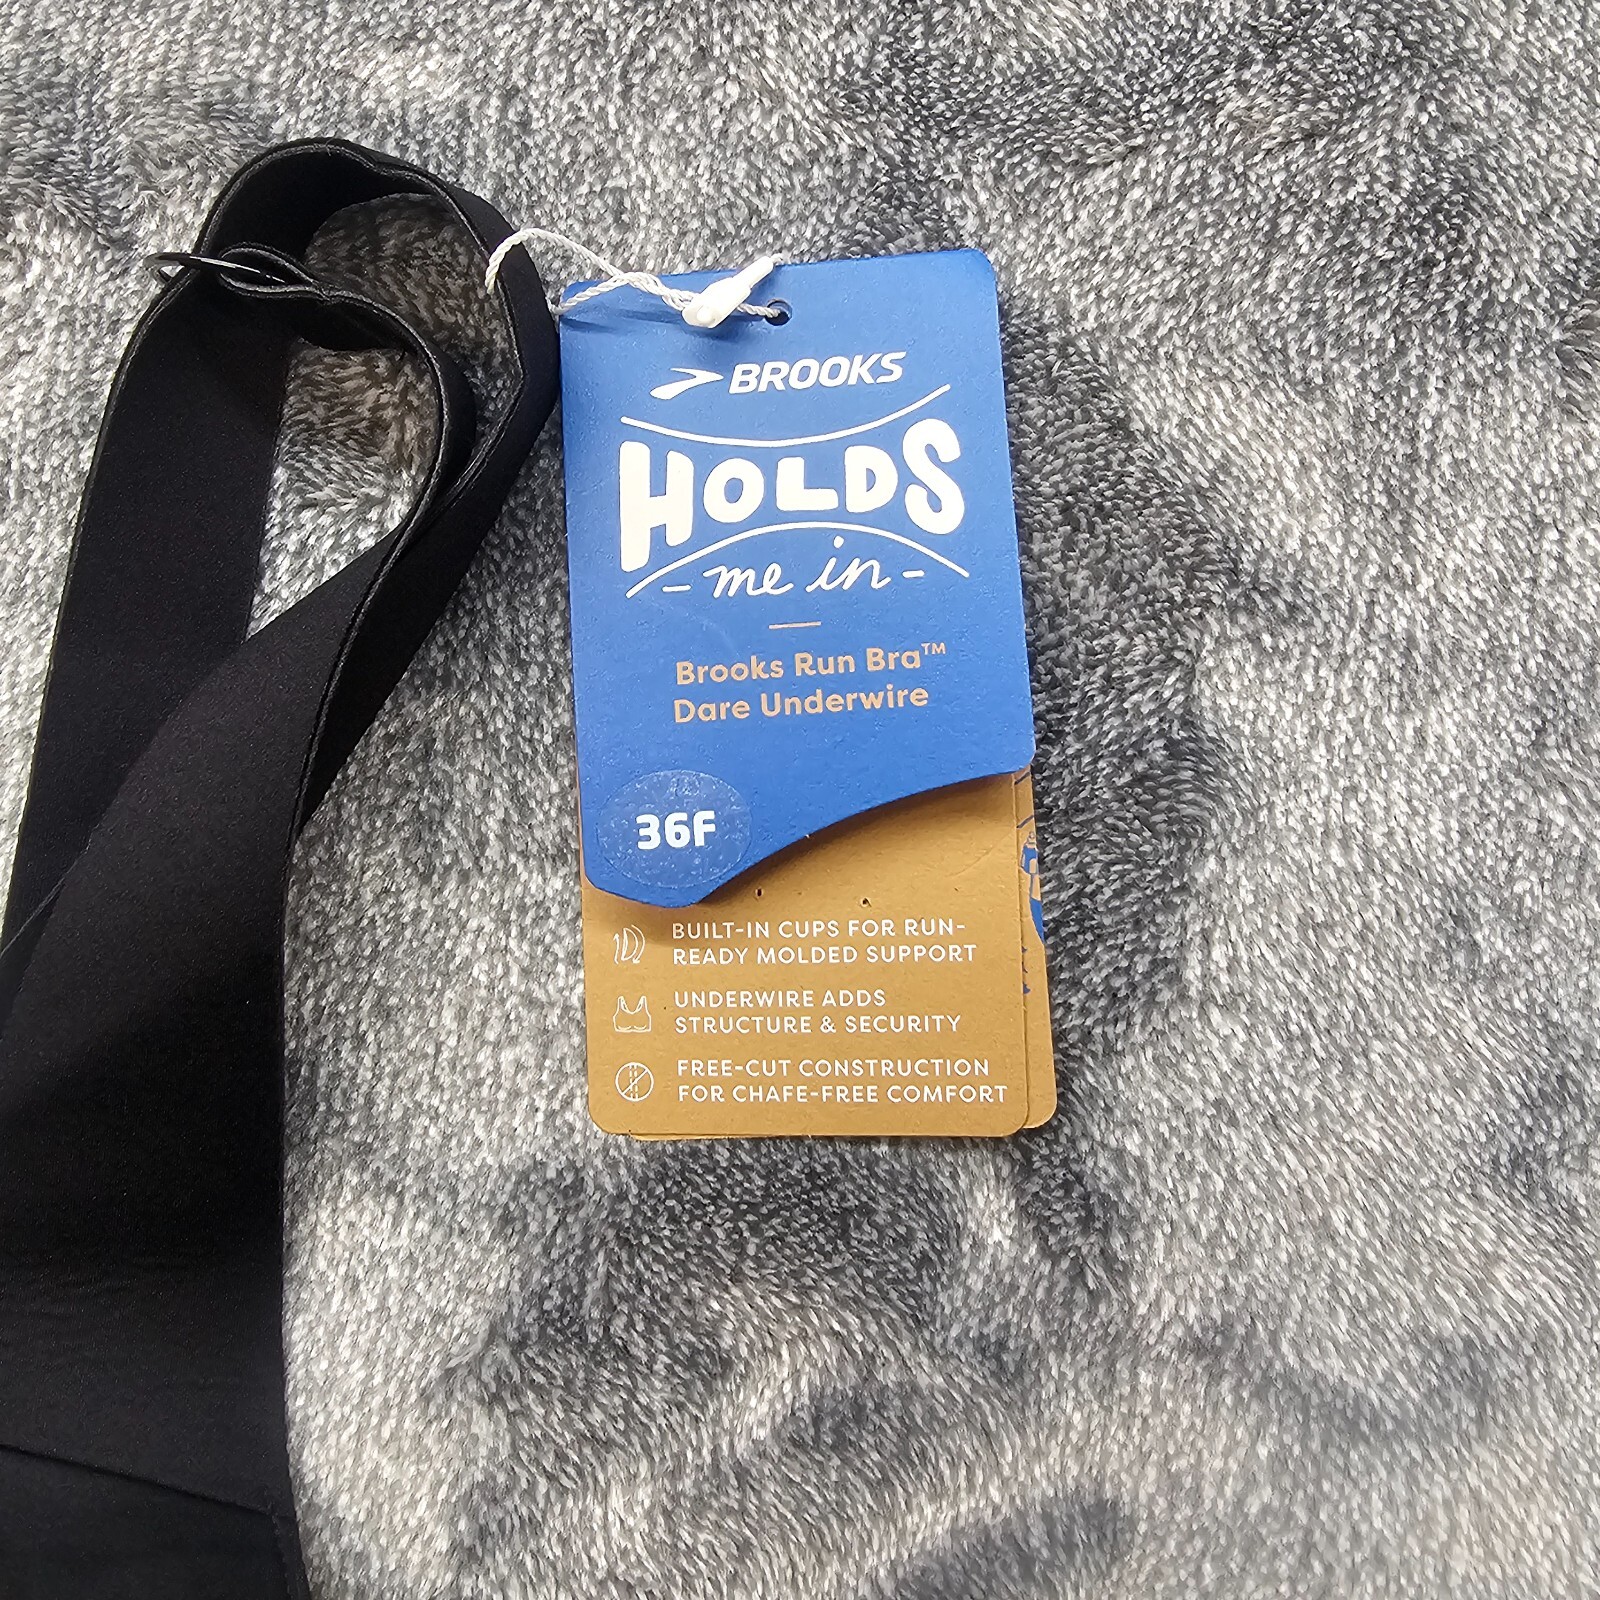 BROOKS
HOLDS
- me in -
Brooks Run Bra™
Dare Underwire
36F
BUILT-IN CUPS FOR RUN-
READY MOLDED SUPPORT
UNDERWIRE ADDS
STRUCTURE & SECURITY
FREE-CUT CONSTRUCTION
FOR CHAFE-FREE COMFORT